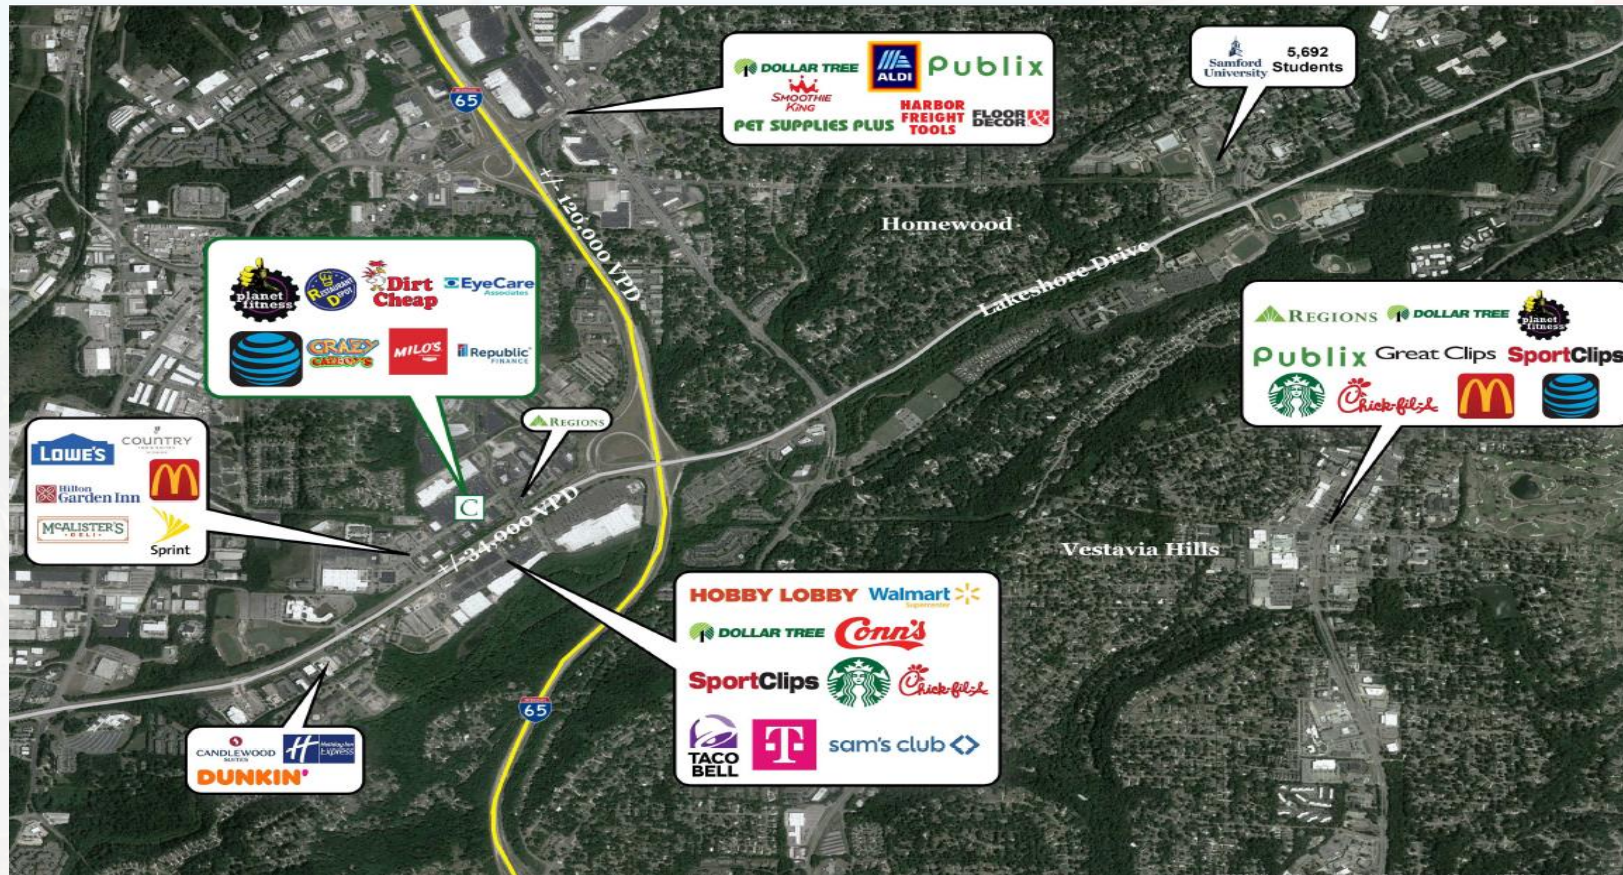 65
DOLLAR TREE
ALDI
Publix
SMOOTHIE
KING
PET SUPPLIES PLUS
HARBOR
FREIGHT
TOOLS
FLOOR &
DECOR
Samford
University
5,692
Students
+/- 120,000 VPD
Homewood
Lakeshore Drive
planet
fitness
RESTAURANT
DEPOT
Dirt
Cheap
EyeCare
Associates
CRAZY
MILO'S
Republic
FINANCE
REGIONS
DOLLAR TREE
planet
fitness
Publix
Great Clips
SportClips
Chick-fil-A
REGIONS
LOWE'S
COUNTRY
Hilton
Garden Inn
McALISTER'S
DELI
Sprint
C
+/- 34,000 VPD
Vestavia Hills
HOBBY LOBBY
Walmart
Supercenter
DOLLAR TREE
Conn's
SportClips
Chick-fil-A
TACO
BELL
T
sam's club
65
CANDLEWOOD
SUITES
H
Holiday Inn
Express
DUNKIN'